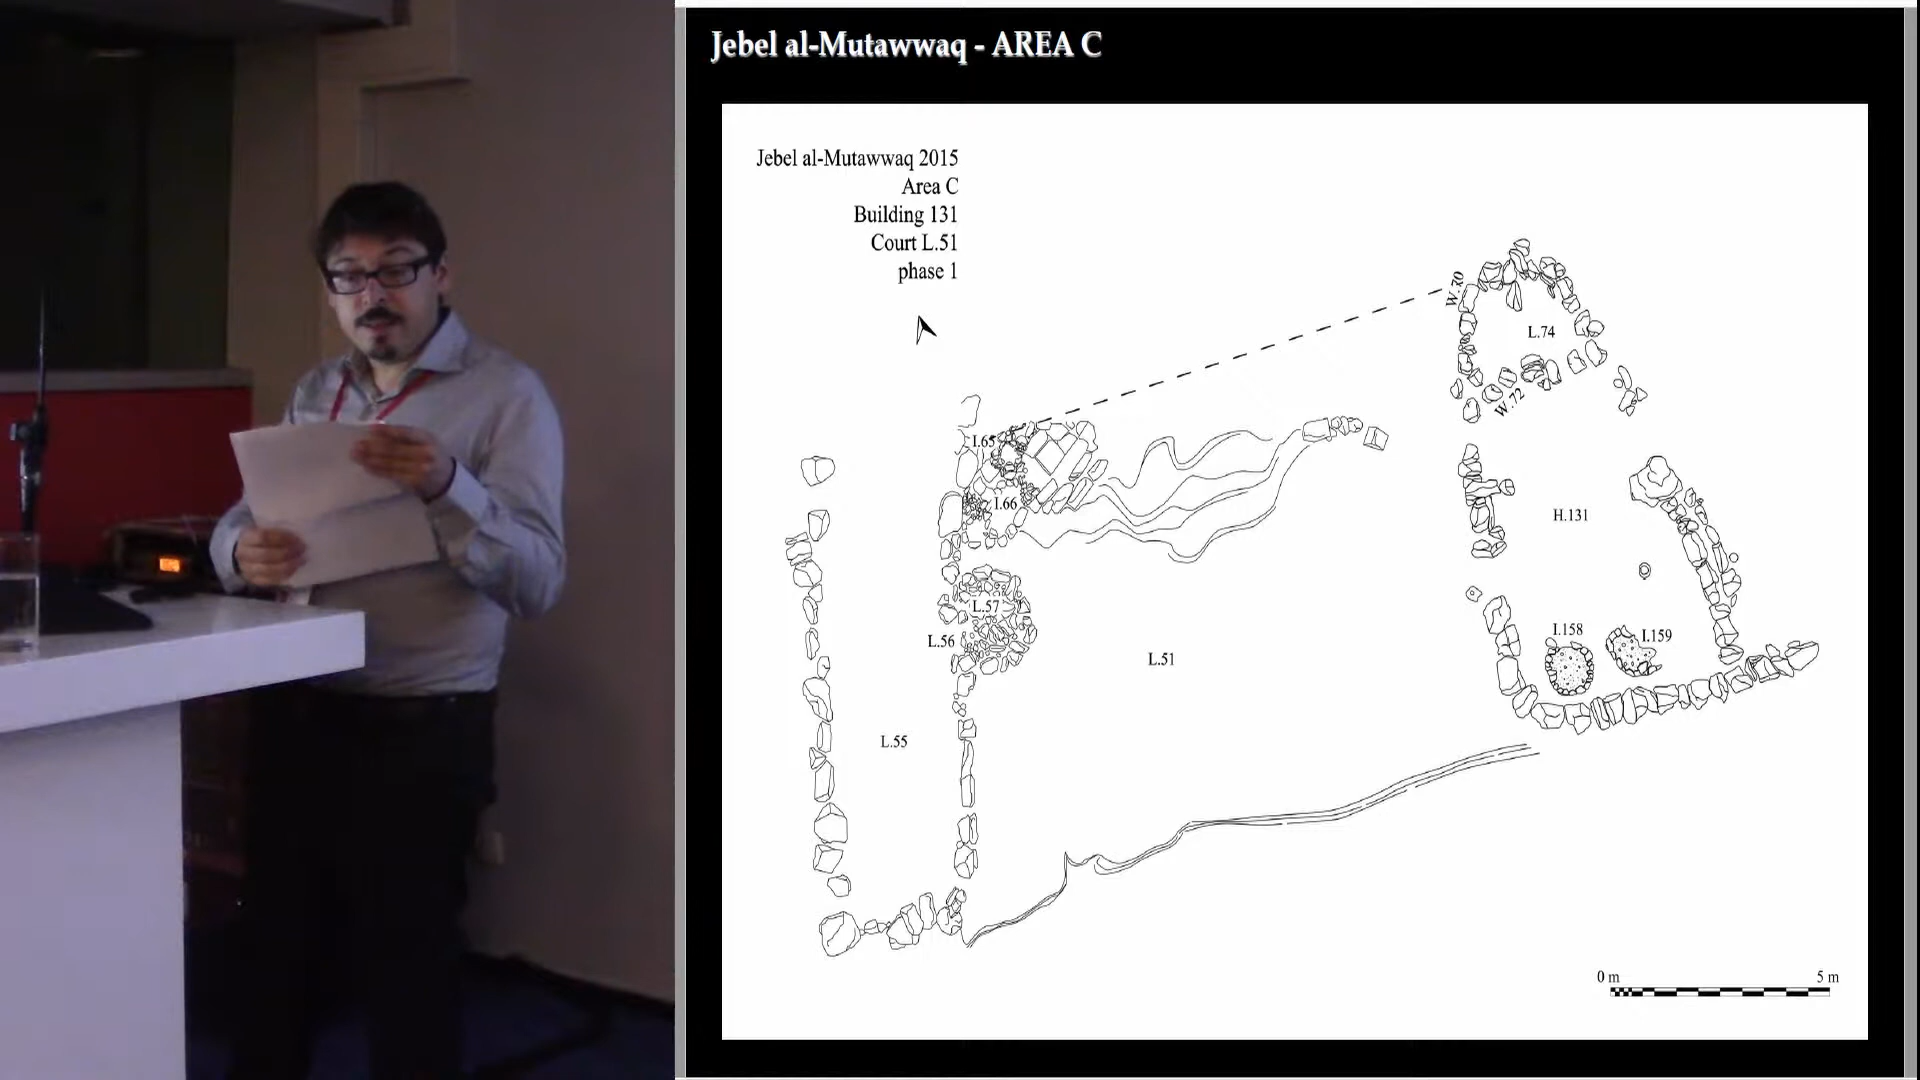 Jebel al-Mutawwaq - AREA C
Jebel al-Mutawwaq 2015
Area C
Building 131
Court L.51
phase 1
W.70
L.74
W.72
I.65
I.66
H.131
L.57
L.56
I.158
I.159
L.51
L.55
0 m 5 m